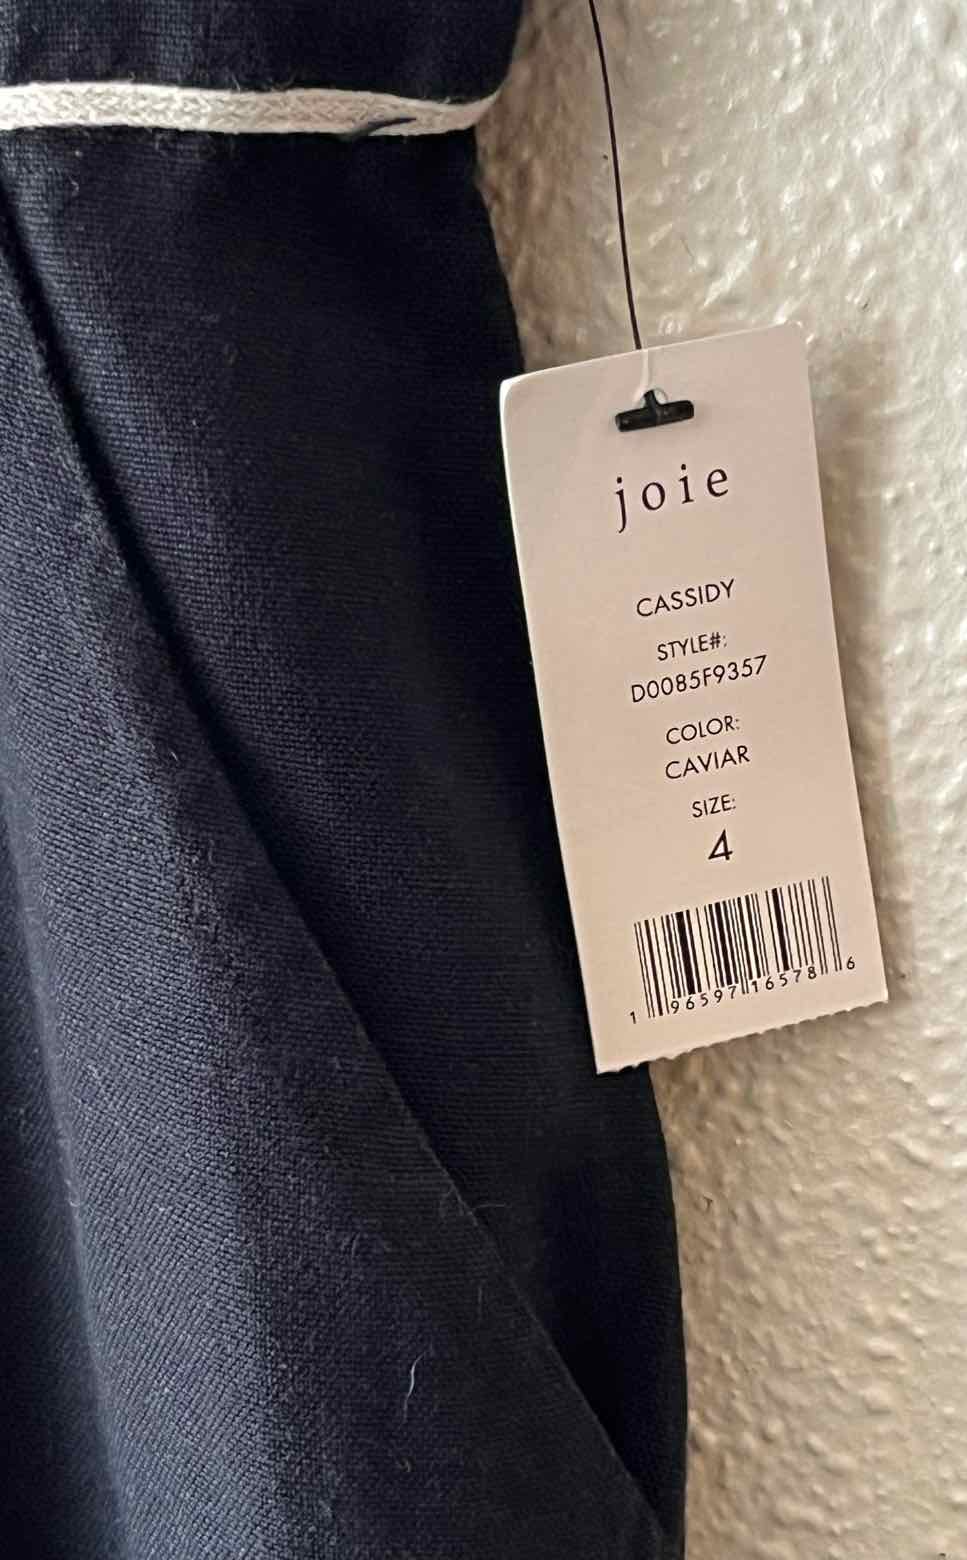 joie
CASSIDY
STYLE#:
D0085F9357
COLOR:
CAVIAR
SIZE:
4
1 96597 16578 6